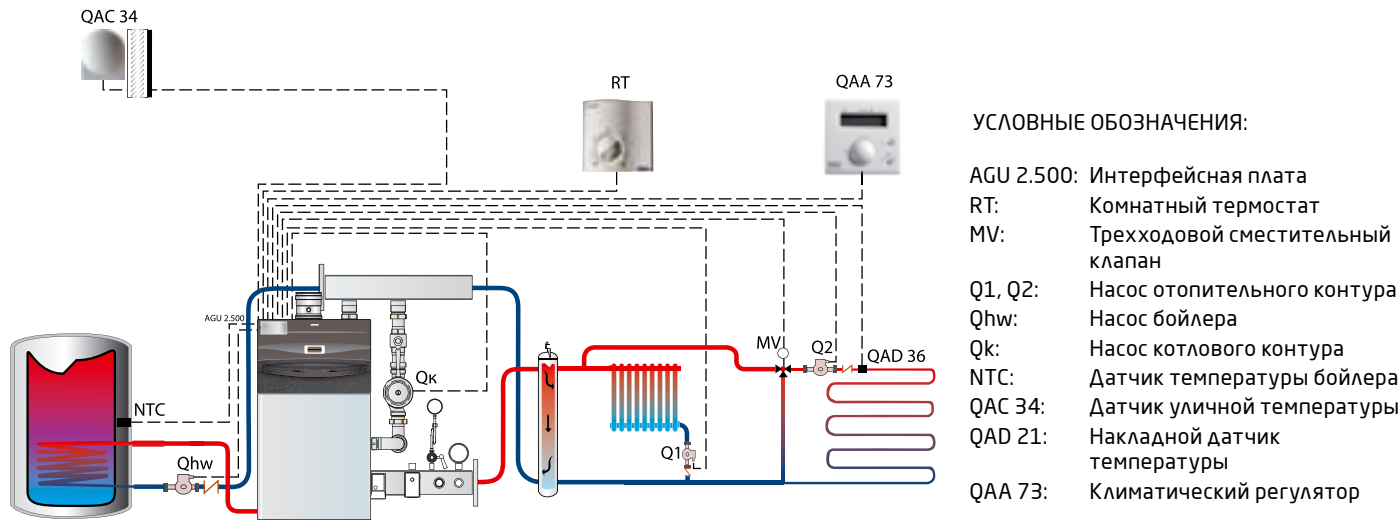 QAC 34
RT
QAA 73
AGU 2.500
NTC
Qhw
Qк
MV
Q2
QAD 36
Q1
УСЛОВНЫЕ ОБОЗНАЧЕНИЯ:
AGU 2.500: Интерфейсная плата
RT: Комнатный термостат
MV: Трехходовой сместительный
клапан
Q1, Q2: Насос отопительного контура
Qhw: Насос бойлера
Qk: Насос котлового контура
NTC: Датчик температуры бойлера
QAC 34: Датчик уличной температуры
QAD 21: Накладной датчик
температуры
QAA 73: Климатический регулятор